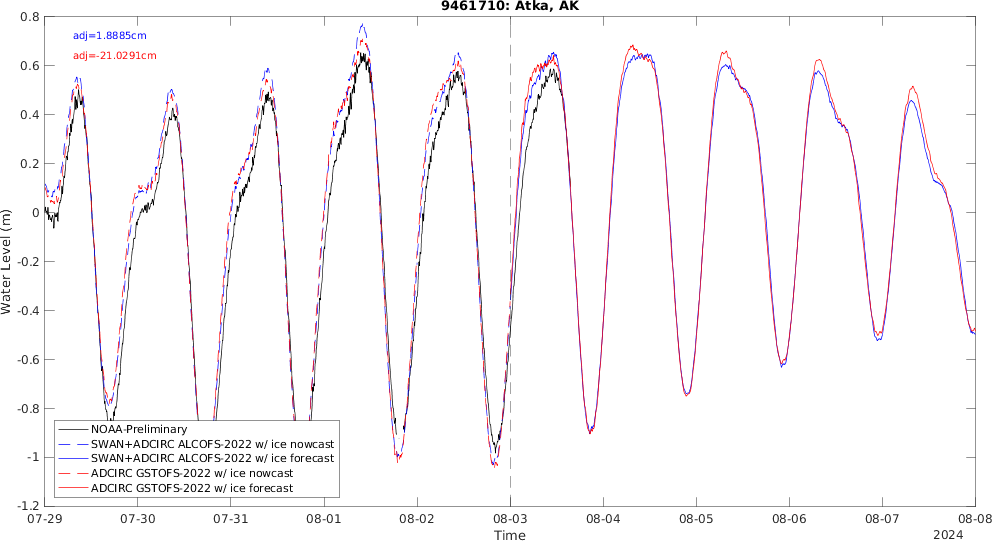 9461710: Atka, AK
adj=1.8885cm
adj=-21.0291cm
Water Level (m)
0.8
0.6
0.4
0.2
0
-0.2
-0.4
-0.6
-0.8
-1
-1.2
NOAA-Preliminary
SWAN+ADCIRC ALCOFS-2022 w/ ice nowcast
SWAN+ADCIRC ALCOFS-2022 w/ ice forecast
ADCIRC GSTOFS-2022 w/ ice nowcast
ADCIRC GSTOFS-2022 w/ ice forecast
07-29 07-30 07-31 08-01 08-02 08-03 08-04 08-05 08-06 08-07 08-08
Time
2024